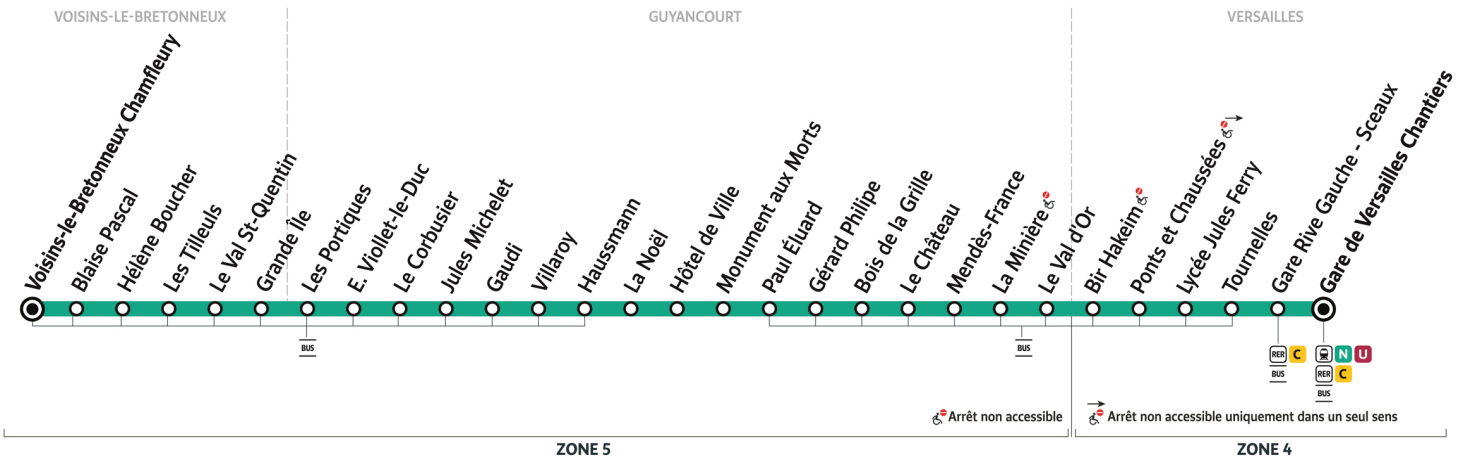 VOISINS-LE-BRETONNEUX
GUYANCOURT
VERSAILLES
Voisins-le-Bretonneux Chamfleury
Blaise Pascal
Hélène Boucher
Les Tilleuls
Le Val St-Quentin
Grande Île
Les Portiques
E. Viollet-le-Duc
Le Corbusier
Jules Michelet
Gaudi
Villaroy
Haussmann
La Noël
Hôtel de Ville
Monument aux Morts
Paul Éluard
Gérard Philipe
Bois de la Grille
Le Château
Mendès-France
La Minière
Le Val d'Or
Bir Hakeim
Ponts et Chaussées
Lycée Jules Ferry
Tournelles
Gare Rive Gauche - Sceaux
Gare de Versailles Chantiers
BUS
BUS
RER C
BUS
N U
RER C
BUS
Arrêt non accessible
Arrêt non accessible uniquement dans un seul sens
ZONE 5
ZONE 4